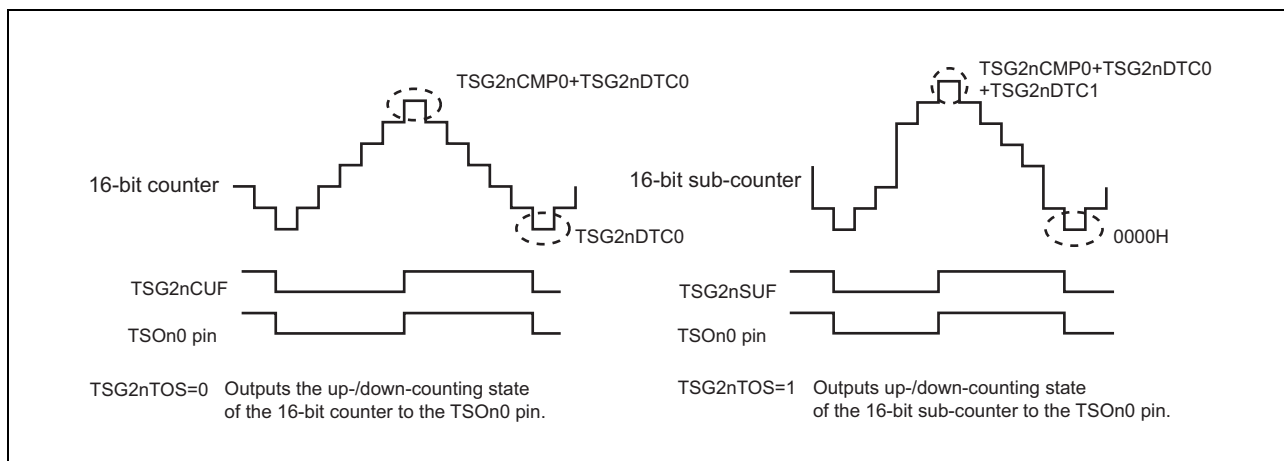 TSG2nCMP0+TSG2nDTC0
16-bit counter
TSG2nDTC0
TSG2nCUF
TSOn0 pin
TSG2nTOS=0 Outputs the up-/down-counting state
of the 16-bit counter to the TSOn0 pin.
TSG2nCMP0+TSG2nDTC0
+TSG2nDTC1
16-bit sub-counter
0000H
TSG2nSUF
TSOn0 pin
TSG2nTOS=1 Outputs up-/down-counting state
of the 16-bit sub-counter to the TSOn0 pin.